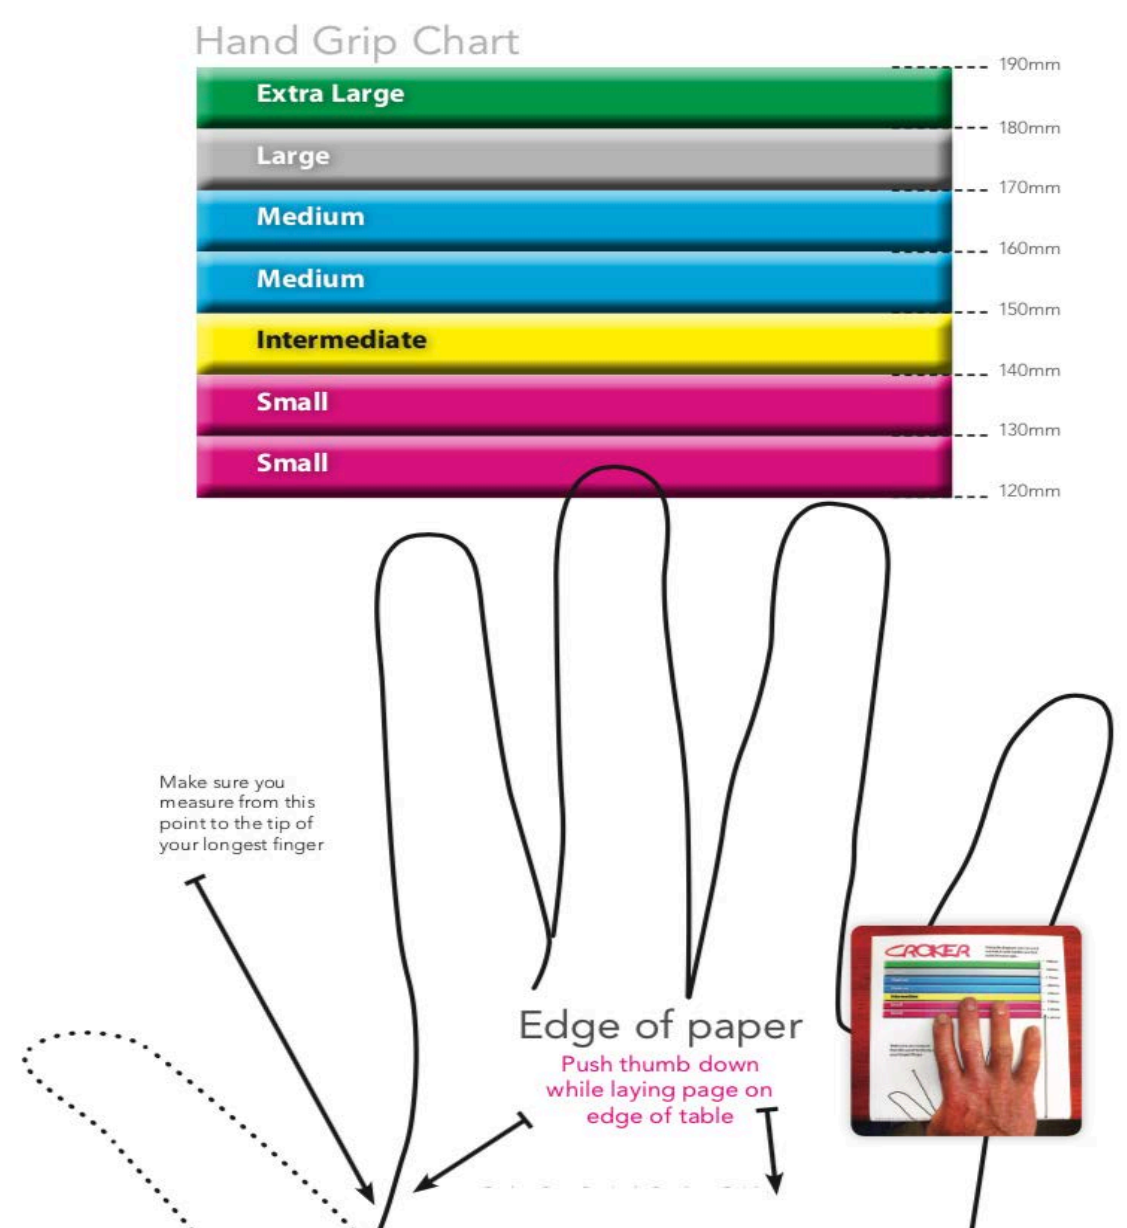 Hand Grip Chart
190mm
Extra Large
180mm
Large
170mm
Medium
160mm
Medium
150mm
Intermediate
140mm
Small
130mm
Small
120mm
Make sure you
measure from this
point to the tip of
your longest finger
CROKER
Edge of paper
Push thumb down
while laying page on
edge of table